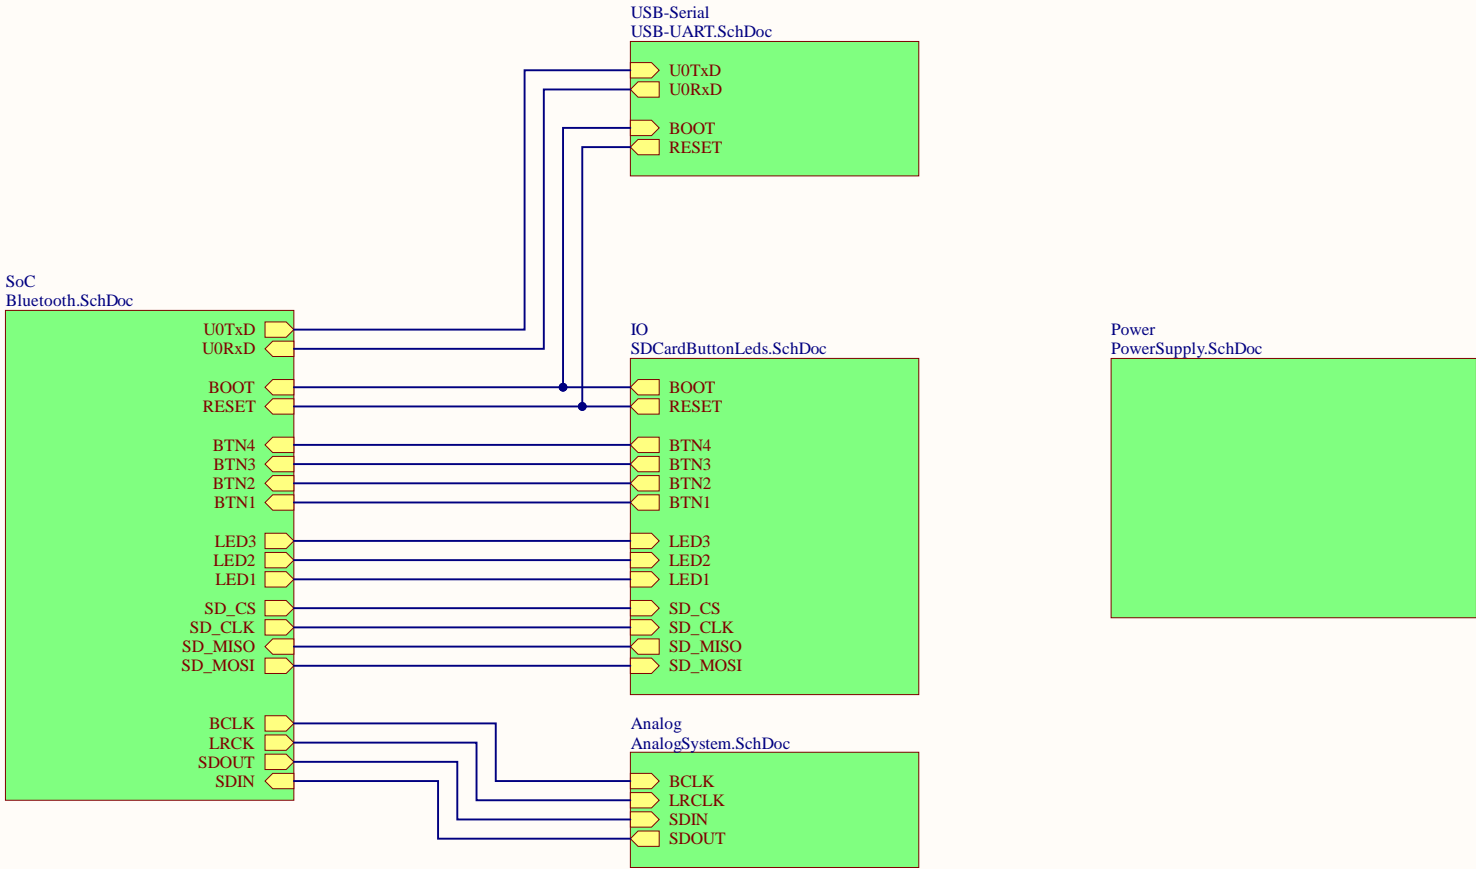 USB-Serial
USB-UART.SchDoc
U0TxD
U0RxD
BOOT
RESET
SoC
Bluetooth.SchDoc
U0TxD
U0RxD
BOOT
RESET
BTN4
BTN3
BTN2
BTN1
LED3
LED2
LED1
SD_CS
SD_CLK
SD_MISO
SD_MOSI
BCLK
LRCK
SDOUT
SDIN
IO
SDCardButtonLeds.SchDoc
BOOT
RESET
BTN4
BTN3
BTN2
BTN1
LED3
LED2
LED1
SD_CS
SD_CLK
SD_MISO
SD_MOSI
Analog
AnalogSystem.SchDoc
BCLK
LRCLK
SDIN
SDOUT
Power
PowerSupply.SchDoc